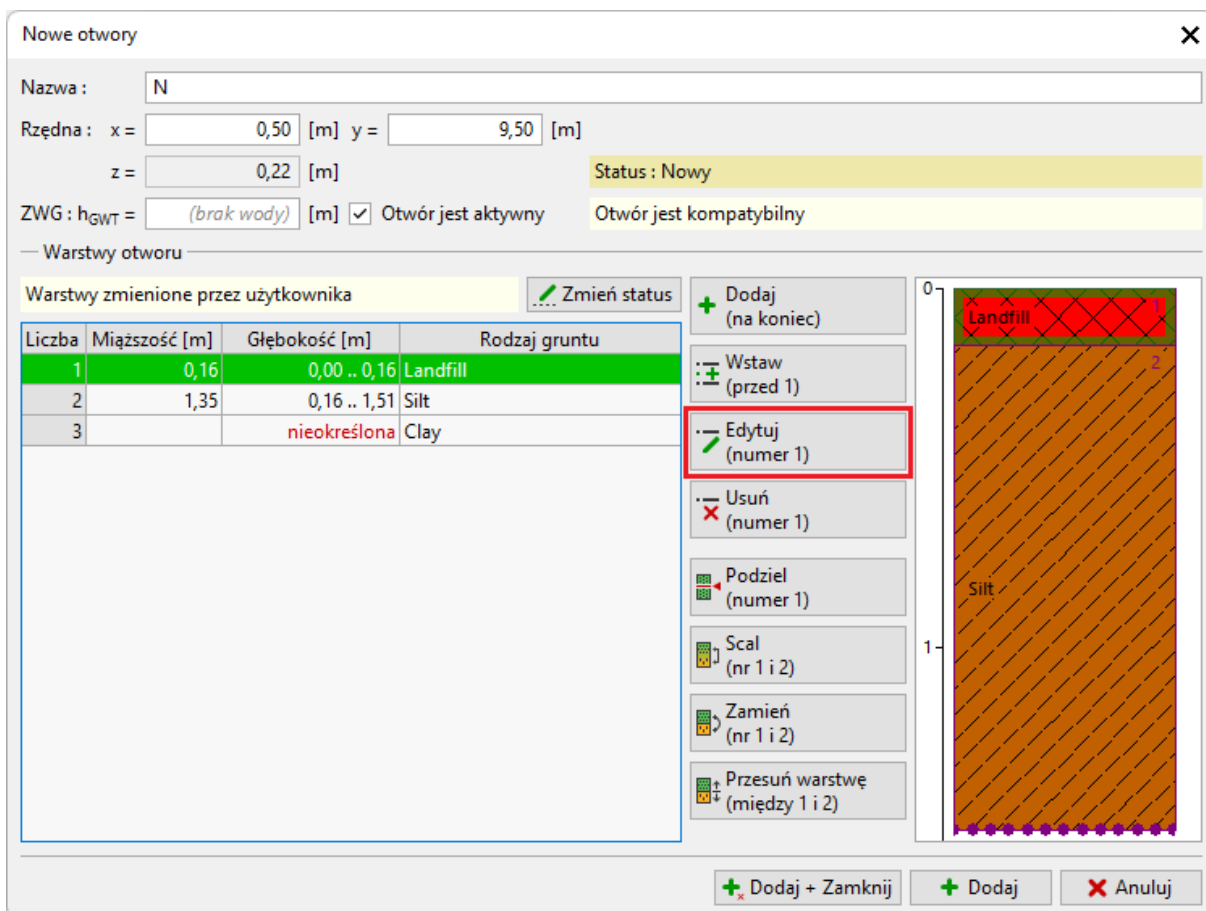 Nowe otwory
Nazwa : N
Rzędna : x = 0,50 [m] y = 9,50 [m]
z = 0,22 [m] Status : Nowy
ZWG : hGWT = (brak wody) [m] Otwór jest aktywny Otwór jest kompatybilny
Warstwy otworu
Warstwy zmienione przez użytkownika Zmień status
Liczba Miąższość [m] Głębokość [m] Rodzaj gruntu
1 0,16 0,00 .. 0,16 Landfill
2 1,35 0,16 .. 1,51 Silt
3 nieokreślona Clay
Dodaj
(na koniec)
Wstaw
(przed 1)
Edytuj
(numer 1)
Usuń
(numer 1)
Podziel
(numer 1)
Scal
(nr 1 i 2)
Zamień
(nr 1 i 2)
Przesuń warstwę
(między 1 i 2)
0
Landfill 1
2
Silt
1
Dodaj + Zamknij Dodaj Anuluj